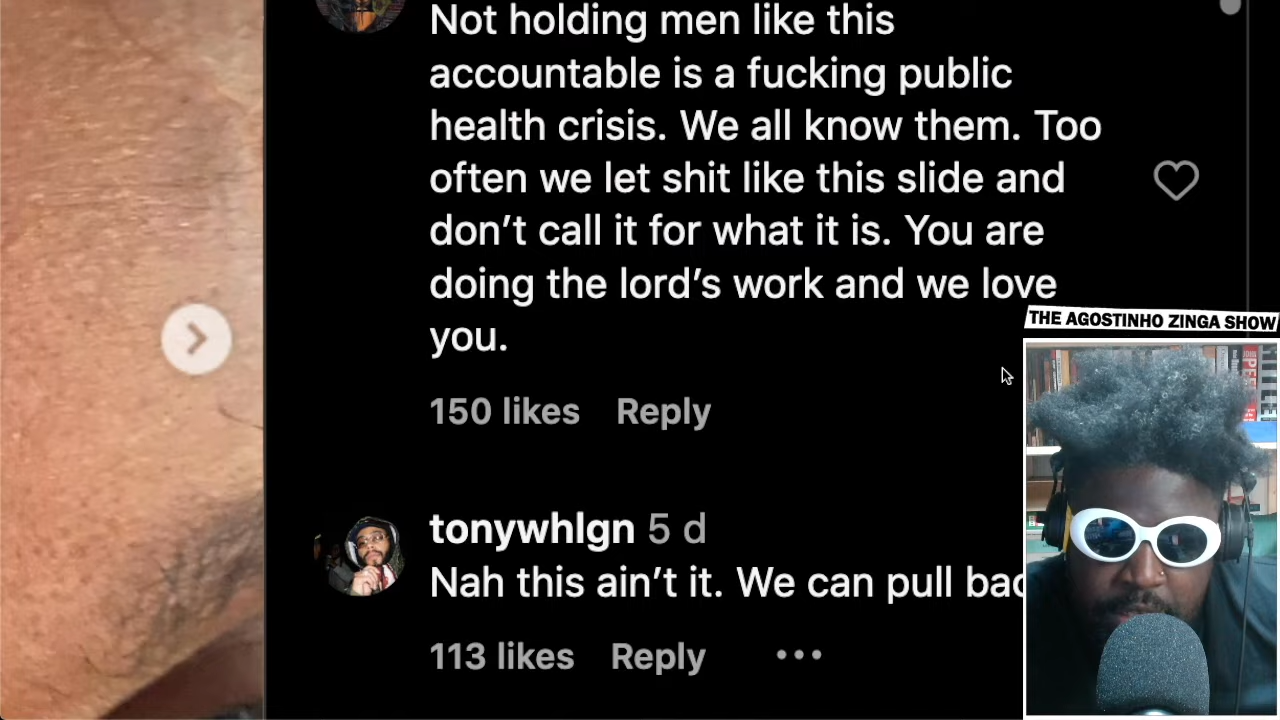 Not holding men like this
accountable is a fucking public
health crisis. We all know them. Too
often we let shit like this slide and
don't call it for what it is. You are
doing the lord's work and we love
you.
150 likes Reply
THE AGOSTINHO ZINGA SHOW
tonywhlgn 5 d
Nah this ain't it. We can pull
113 likes Reply •••